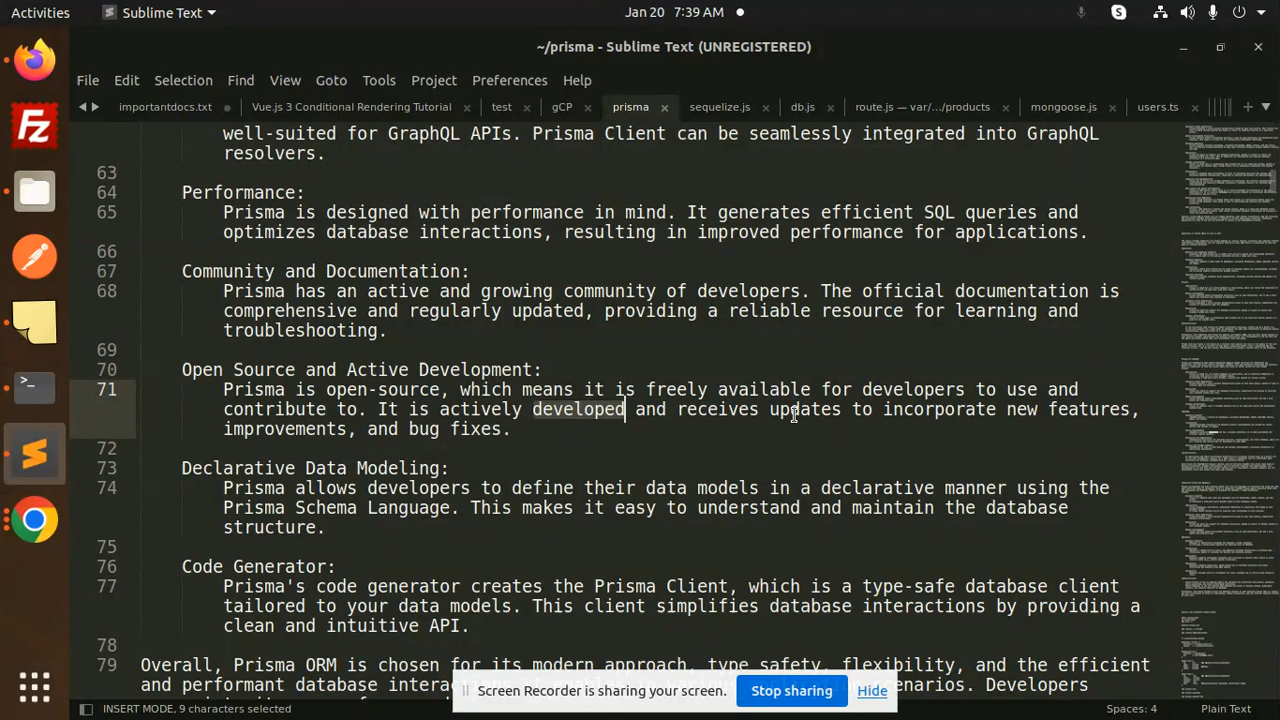 Activities
Sublime Text
Jan 20 7:39 AM
~/prisma - Sublime Text (UNREGISTERED)
File Edit Selection Find View Goto Tools Project Preferences Help
importantdocs.txt
Vue.js 3 Conditional Rendering Tutorial
test
gCP
prisma
sequelize.js
db.js
route.js — var/…/products
mongoose.js
users.ts
well-suited for GraphQL APIs. Prisma Client can be seamlessly integrated into GraphQL
resolvers.
63
64 Performance:
65 Prisma is designed with performance in mind. It generates efficient SQL queries and
optimizes database interactions, resulting in improved performance for applications.
66
67 Community and Documentation:
68 Prisma has an active and growing community of developers. The official documentation is
comprehensive and regularly updated, providing a reliable resource for learning and
troubleshooting.
69
70 Open Source and Active Development:
71 Prisma is open-source, which means it is freely available for developers to use and
contribute to. It is actively developed and receives updates to incorporate new features,
improvements, and bug fixes.
72
73 Declarative Data Modeling:
74 Prisma allows developers to define their data models in a declarative manner using the
Prisma Schema Language. This makes it easy to understand and maintain the database
structure.
75
76 Code Generator:
77 Prisma's code generator creates the Prisma Client, which is a type-safe database client
tailored to your data models. This client simplifies database interactions by providing a
clean and intuitive API.
78
79 Overall, Prisma ORM is chosen for its modern approach, type safety, flexibility, and the efficient
and performant database Developers
Screen Recorder is sharing your screen.
Stop sharing
Hide
INSERT MODE, 9 characters selected
Spaces: 4
Plain Text